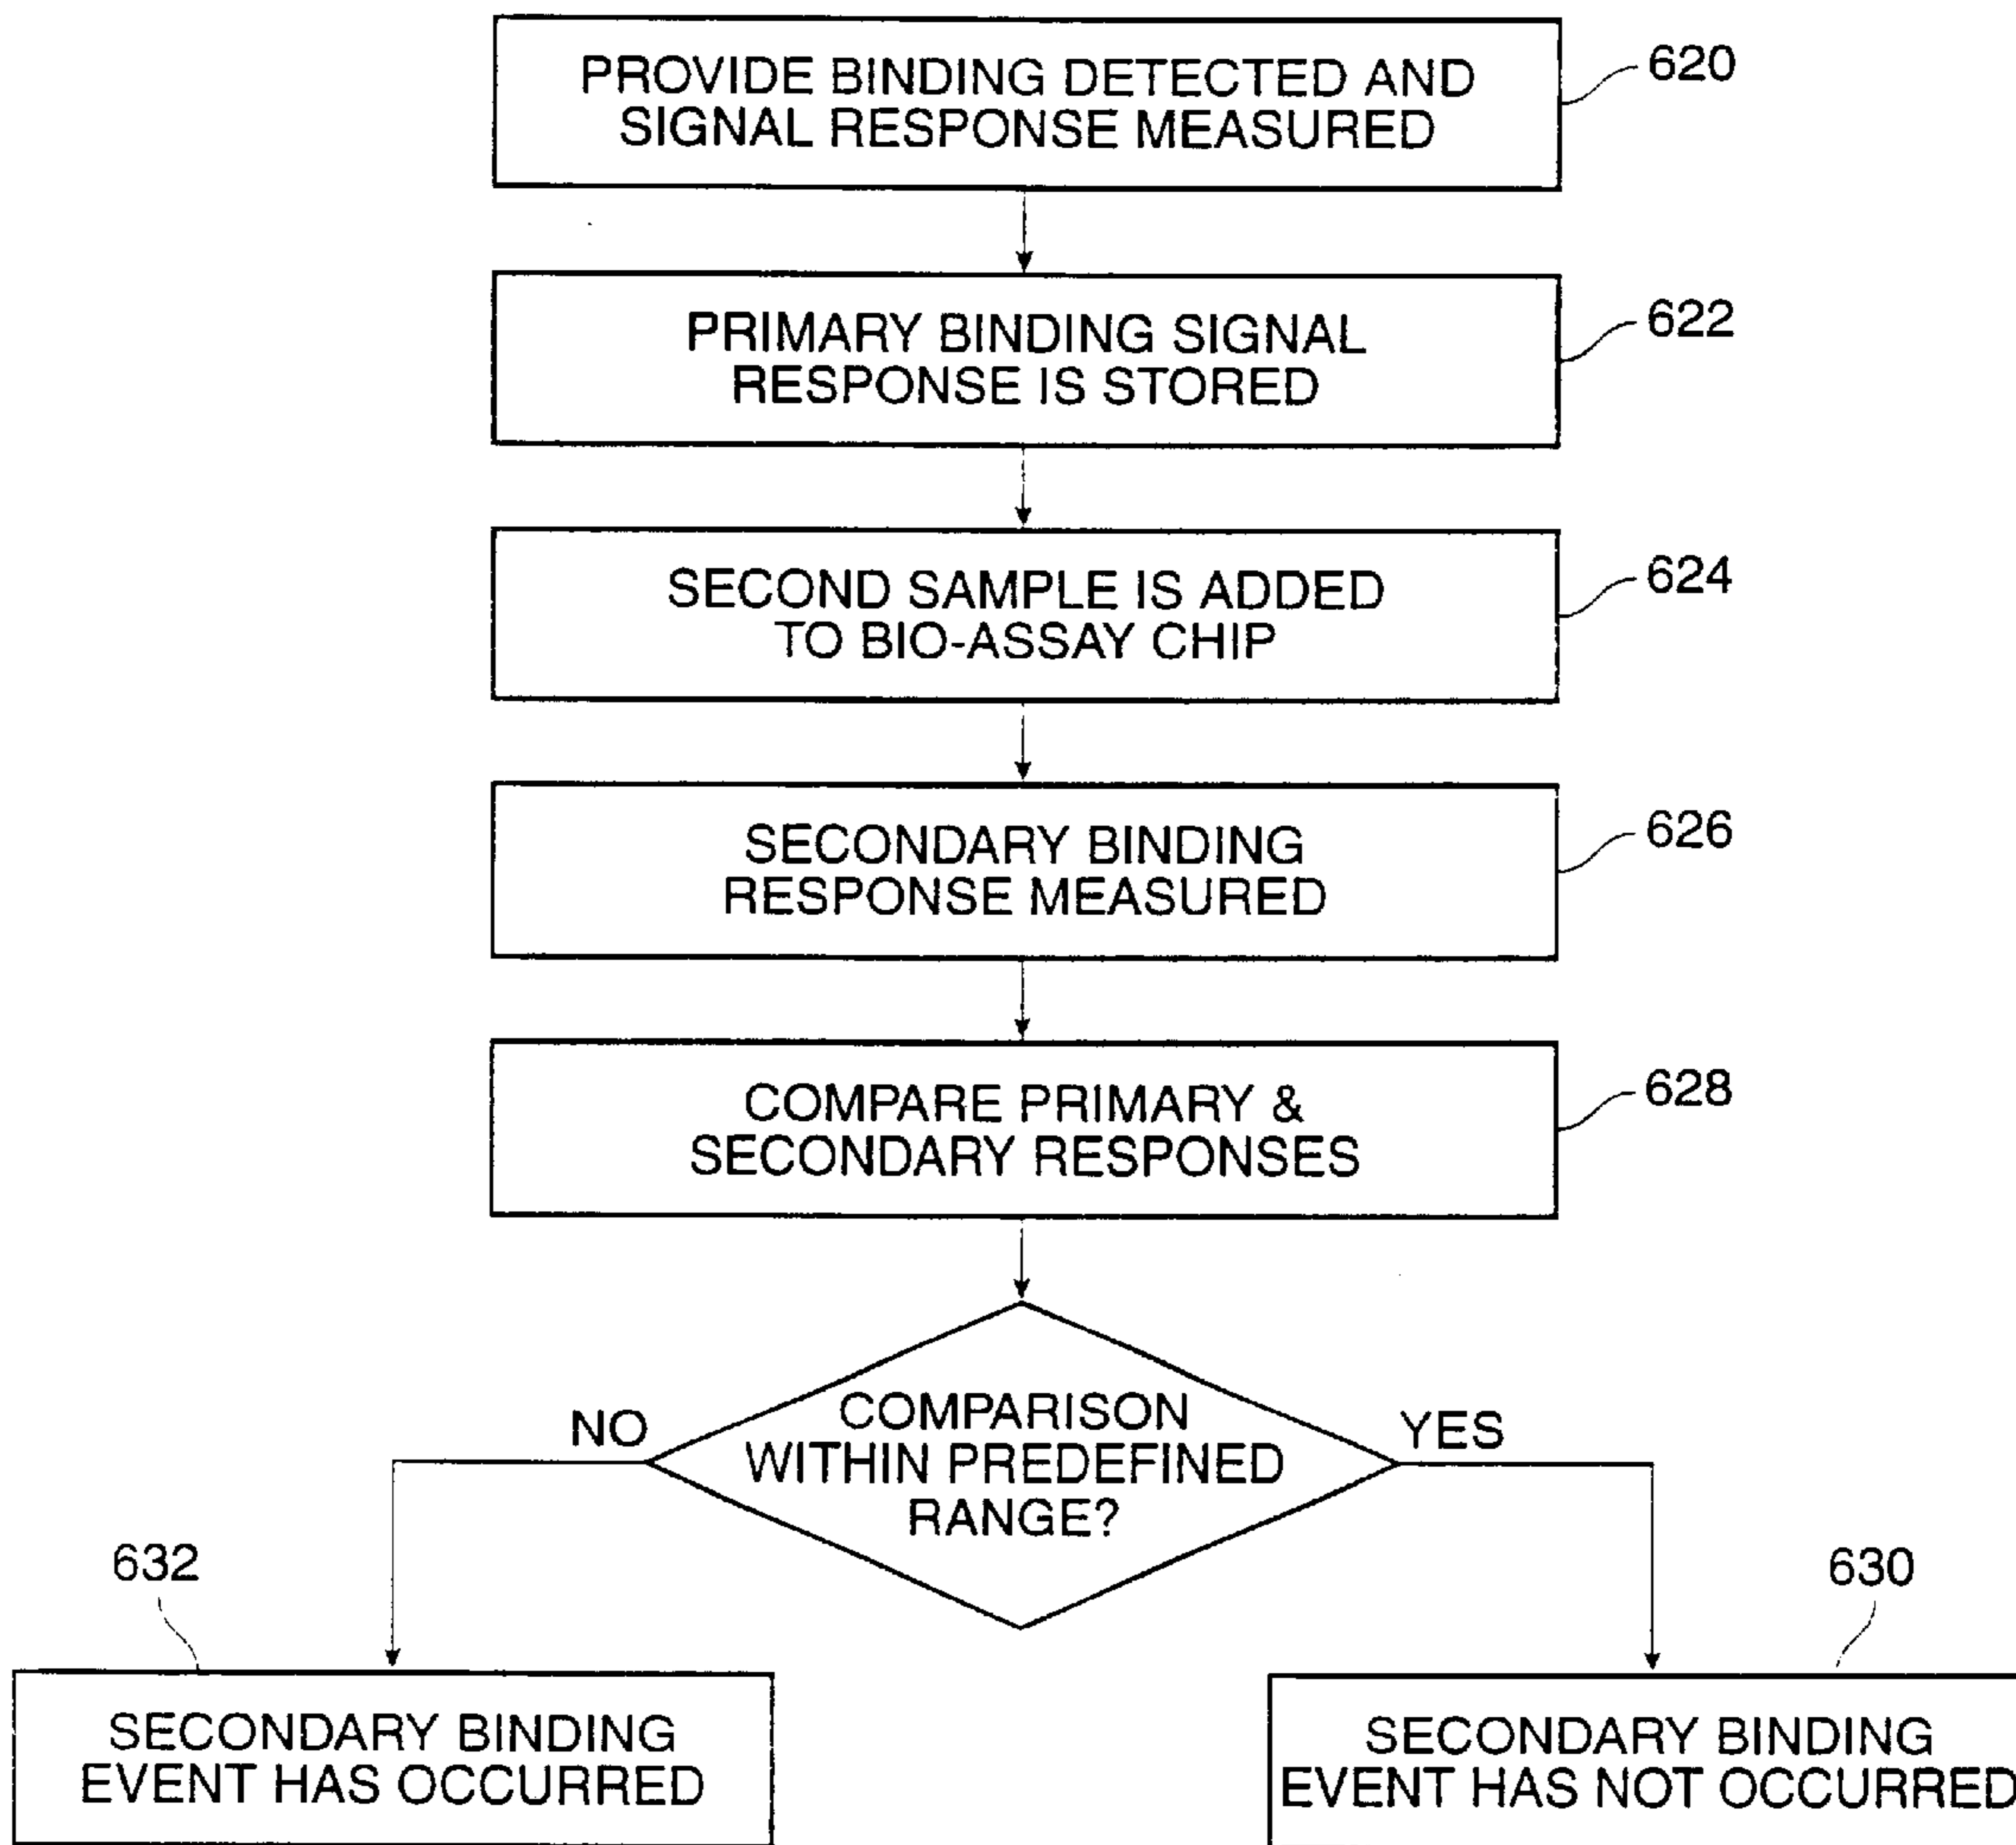 PROVIDE BINDING DETECTED AND
SIGNAL RESPONSE MEASURED
620
PRIMARY BINDING SIGNAL
RESPONSE IS STORED
622
SECOND SAMPLE IS ADDED
TO BIO-ASSAY CHIP
624
SECONDARY BINDING
RESPONSE MEASURED
626
COMPARE PRIMARY &
SECONDARY RESPONSES
628
COMPARISON
WITHIN PREDEFINED
RANGE?
NO
YES
632
SECONDARY BINDING
EVENT HAS OCCURRED
630
SECONDARY BINDING
EVENT HAS NOT OCCURRED